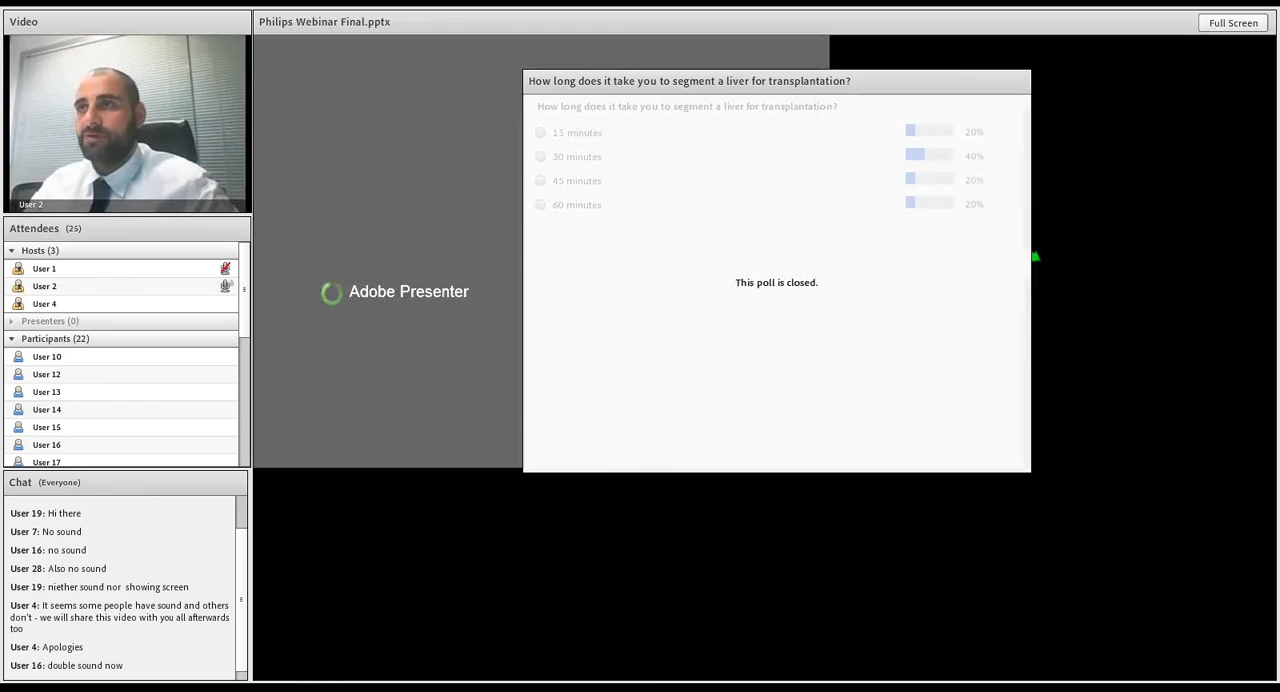 Video
User 2
Attendees (25)
Hosts (3)
User 1
User 2
User 4
Presenters (0)
Participants (22)
User 10
User 12
User 13
User 14
User 15
User 16
User 17
Chat (Everyone)
User 19: Hi there
User 7: No sound
User 16: no sound
User 28: Also no sound
User 19: niether sound nor showing screen
User 4: It seems some people have sound and others
don't - we will share this video with you all afterwards
too
User 4: Apologies
User 16: double sound now
Philips Webinar Final.pptx
Full Screen
Adobe Presenter
How long does it take you to segment a liver for transplantation?
How long does it take you to segment a liver for transplantation?
15 minutes 20%
30 minutes 40%
45 minutes 20%
60 minutes 20%
This poll is closed.